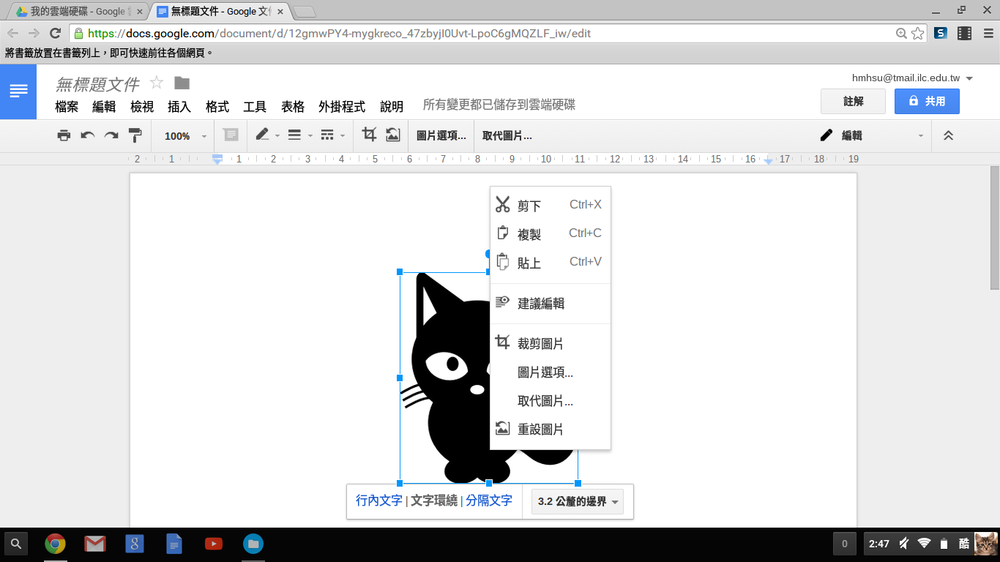 我的雲端硬碟 - Google
無標題文件 - Google 文件
https://docs.google.com/document/d/12gmwPY4-mygkreco_47zbyjI0Uvt-LpoC6gMQZLF_iw/edit
將書籤放置在書籤列上，即可快速前往各個網頁。
無標題文件
hmhsu@tmail.ilc.edu.tw
檔案 編輯 檢視 插入 格式 工具 表格 外掛程式 說明 所有變更都已儲存到雲端硬碟
註解 共用
100% 圖片選項... 取代圖片... 編輯
2 1 1 2 3 4 5 6 7 8 9 10 11 12 13 14 15 16 17 18 19
剪下 Ctrl+X
複製 Ctrl+C
貼上 Ctrl+V
建議編輯
裁剪圖片
圖片選項...
取代圖片...
重設圖片
行內文字 | 文字環繞 | 分隔文字 3.2 公釐的邊界
0 2:47 酷